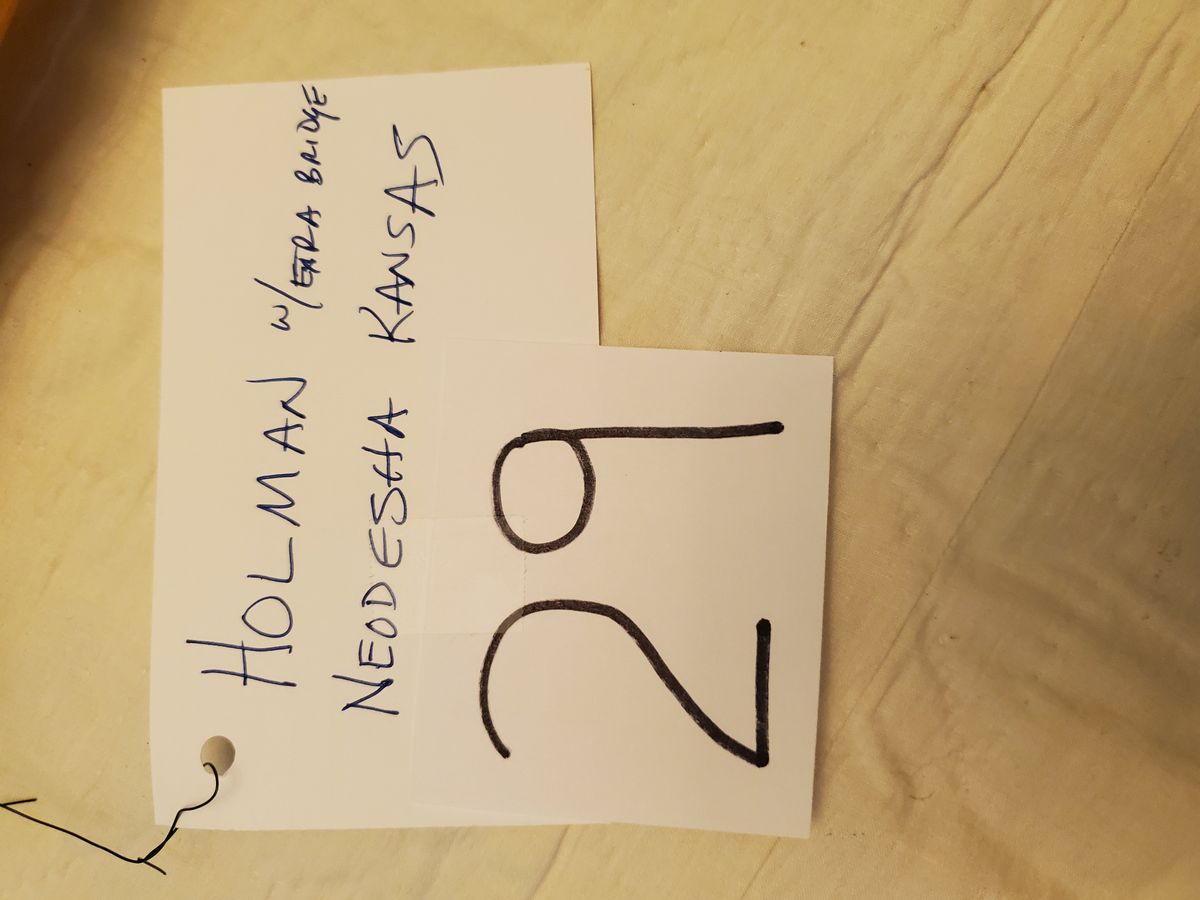 HOLMAN W/EXTRA BRIDGE
NEODESHA KANSAS
29